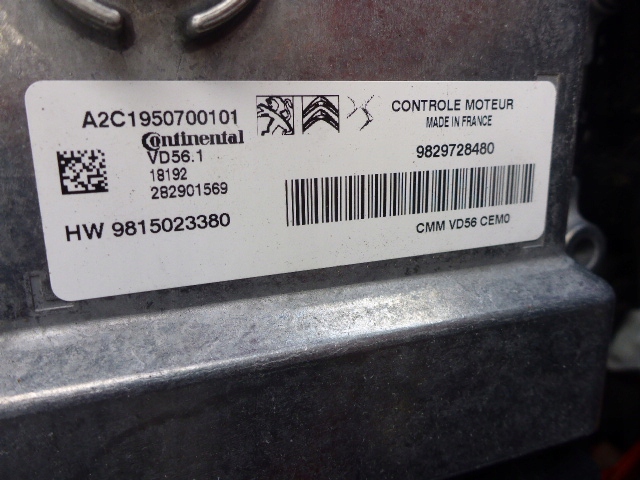 A2C1950700101
Continental
VD56.1
18192
282901569
HW 9815023380
CONTROLE MOTEUR
MADE IN FRANCE
9829728480
CMM VD56 CEM0